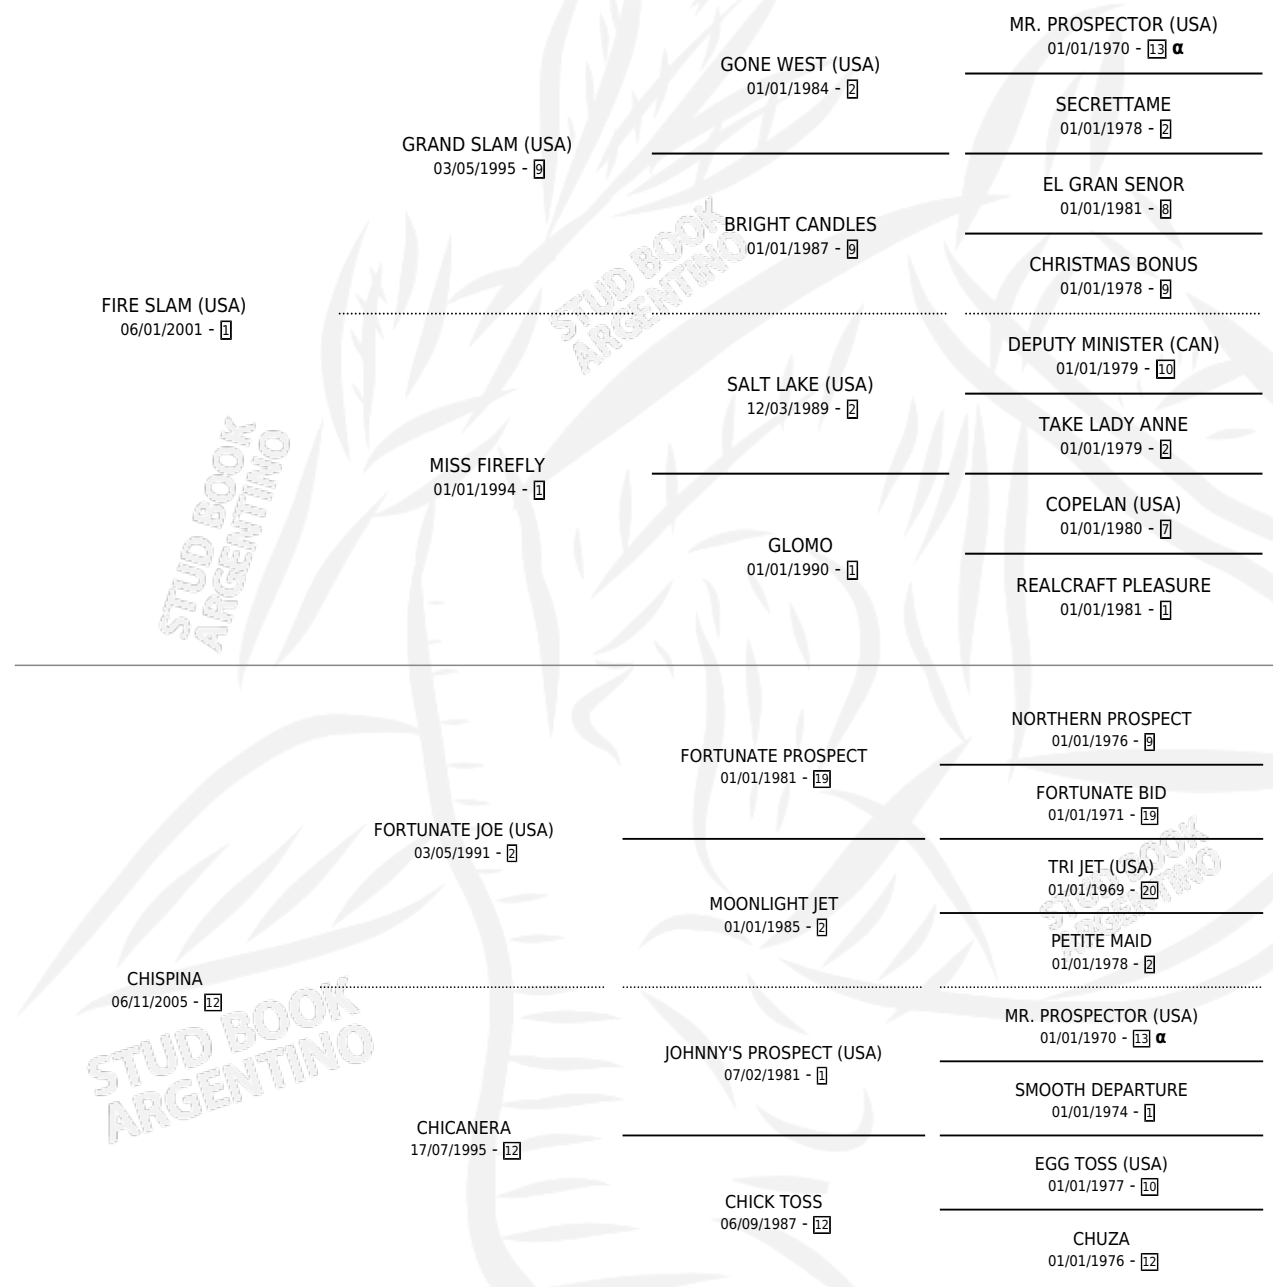 MR. PROSPECTOR (USA)
01/01/1970 - 13 α
GONE WEST (USA)
01/01/1984 - 2
SECRETTAME
01/01/1978 - 2
GRAND SLAM (USA)
03/05/1995 - 9
EL GRAN SENOR
01/01/1981 - 8
BRIGHT CANDLES
01/01/1987 - 9
CHRISTMAS BONUS
01/01/1978 - 9
STUD BOOK
ARGENTINO
FIRE SLAM (USA)
06/01/2001 - 1
DEPUTY MINISTER (CAN)
01/01/1979 - 10
SALT LAKE (USA)
12/03/1989 - 2
TAKE LADY ANNE
01/01/1979 - 2
MISS FIREFLY
01/01/1994 - 1
COPELAN (USA)
01/01/1980 - 7
GLOMO
01/01/1990 - 1
REALCRAFT PLEASURE
01/01/1981 - 1
STUD BOOK
ARGENTINO
NORTHERN PROSPECT
01/01/1976 - 9
FORTUNATE PROSPECT
01/01/1981 - 19
FORTUNATE BID
01/01/1971 - 19
FORTUNATE JOE (USA)
03/05/1991 - 2
TRI JET (USA)
01/01/1969 - 20
MOONLIGHT JET
01/01/1985 - 2
PETITE MAID
01/01/1978 - 2
STUD BOOK
ARGENTINO
CHISPINA
06/11/2005 - 12
MR. PROSPECTOR (USA)
01/01/1970 - 13 α
JOHNNY'S PROSPECT (USA)
07/02/1981 - 1
SMOOTH DEPARTURE
01/01/1974 - 1
CHICANERA
17/07/1995 - 12
EGG TOSS (USA)
01/01/1977 - 10
CHICK TOSS
06/09/1987 - 12
CHUZA
01/01/1976 - 12
STUD BOOK
ARGENTINO